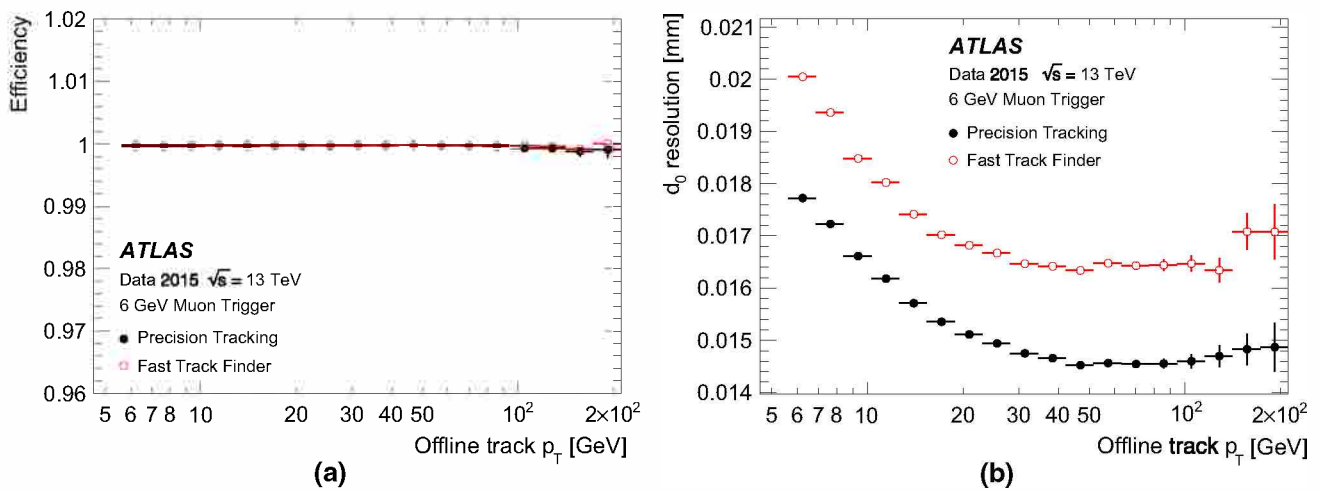 Efficiency
1.02
1.01
1
0.99
0.98
0.97
0.96
ATLAS
Data 2015 √s = 13 TeV
6 GeV Muon Trigger
Precision Tracking
Fast Track Finder
5 6 7 8 10 20 30 40 50 10² 2×10²
Offline track p_T [GeV]
(a)
d₀ resolution [mm]
0.021
0.02
0.019
0.018
0.017
0.016
0.015
0.014
ATLAS
Data 2015 √s = 13 TeV
6 GeV Muon Trigger
Precision Tracking
Fast Track Finder
5 6 7 8 10 20 30 40 50 10² 2×10²
Offline track p_T [GeV]
(b)